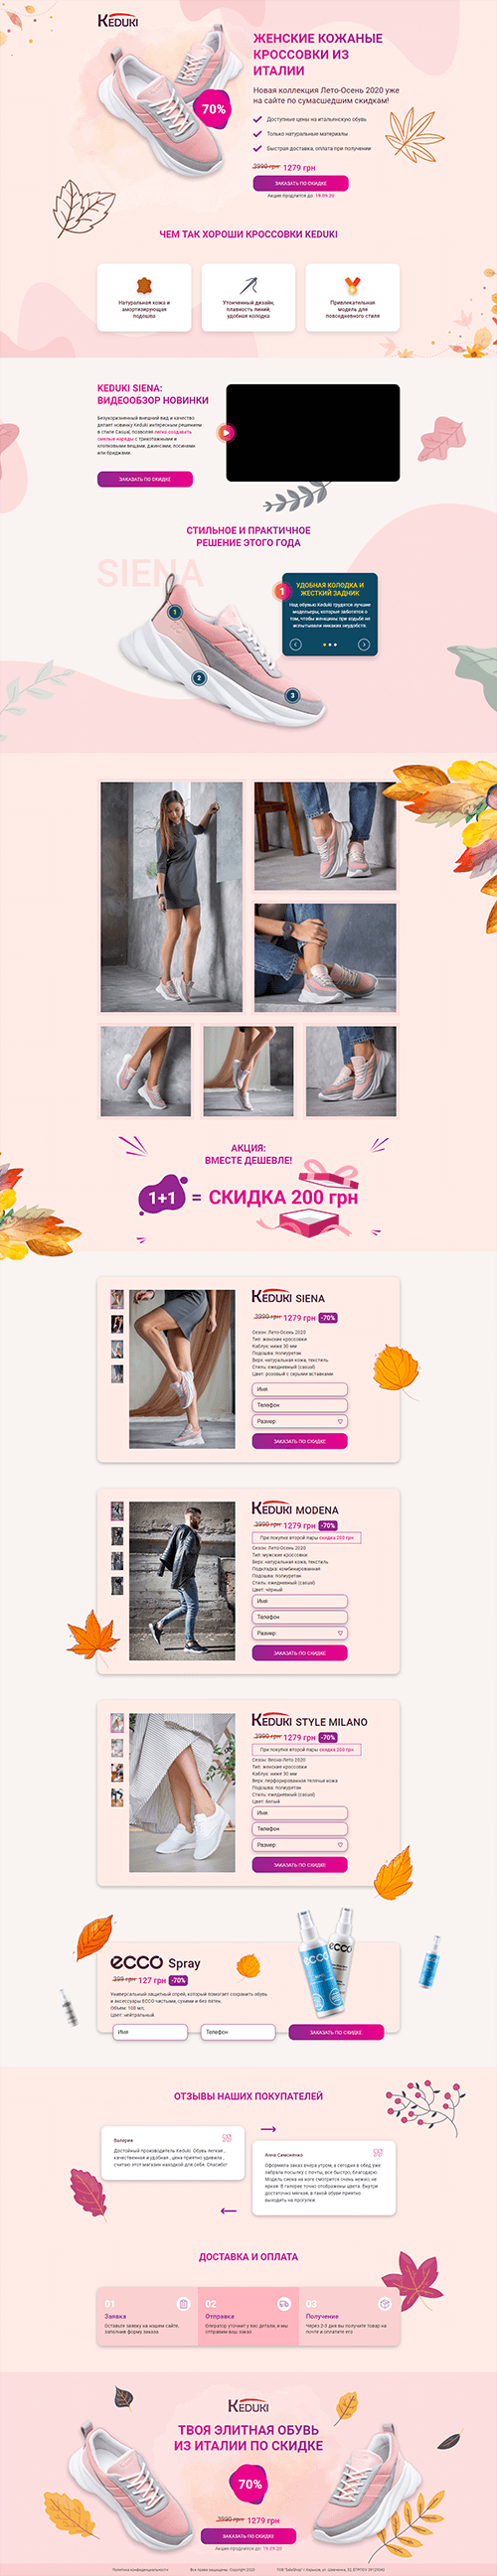 KEDUKI
ЖЕНСКИЕ КОЖАНЫЕ
КРОССОВКИ ИЗ
ИТАЛИИ
Новая коллекция Лето-Осень 2020 уже
на сайте по сумасшедшим скидкам!
70%
Доступные цены на итальянскую обувь
Только натуральные материалы
Быстрая доставка, оплата при получении
3990 грн 1279 грн
ЗАКАЗАТЬ ПО СКИДКЕ
Акция продлится до: 19.09.20
ЧЕМ ТАК ХОРОШИ КРОССОВКИ KEDUKI
Натуральная кожа и
амортизирующая
подошва
Утонченный дизайн,
плавность линий,
удобная колодка
Привлекательная
модель для
повседневного стиля
KEDUKI SIENA:
ВИДЕООБЗОР НОВИНКИ
Безукоризненный внешний вид и качество
делает новинку Keduki интересным решением
в стиле Casual, позволяя легко создавать
смелые наряды с трикотажными и
хлопковыми вещами, джинсами, лосинами
или бриджами.
ЗАКАЗАТЬ ПО СКИДКЕ
СТИЛЬНОЕ И ПРАКТИЧНОЕ
РЕШЕНИЕ ЭТОГО ГОДА
SIENA
1
2
3
1
УДОБНАЯ КОЛОДКА И
ЖЕСТКИЙ ЗАДНИК
Над обувью Keduki трудятся лучшие
модельеры, которые заботятся о
том, чтобы женщины при ходьбе не
испытывали никаких неудобств.
АКЦИЯ:
ВМЕСТЕ ДЕШЕВЛЕ!
1+1 = СКИДКА 200 грн
KEDUKI SIENA
3990 грн 1279 грн -70%
Сезон: Лето-Осень 2020
Тип: женские кроссовки
Каблук: ниже 30 мм
Подошва: полиуретан
Верх: натуральная кожа, текстиль
Стиль: ежедневный (casual)
Цвет: розовый с серыми вставками
Имя
Телефон
Размер
ЗАКАЗАТЬ ПО СКИДКЕ
KEDUKI MODENA
3990 грн 1279 грн -70%
При покупке второй пары скидка 200 грн
Сезон: Лето-Осень 2020
Тип: мужские кроссовки
Верх: натуральная кожа, текстиль
Подкладка: комбинированная
Подошва: полиуретан
Стиль: ежедневный (casual)
Цвет: чёрный
Имя
Телефон
Размер
ЗАКАЗАТЬ ПО СКИДКЕ
KEDUKI STYLE MILANO
3990 грн 1279 грн -70%
При покупке второй пары скидка 200 грн
Сезон: Весна-Лето 2020
Тип: женские кроссовки
Каблук: ниже 30 мм
Верх: перфорированная телячья кожа
Подошва: полиуретан
Стиль: ежедневный (casual)
Цвет: белый
Имя
Телефон
Размер
ЗАКАЗАТЬ ПО СКИДКЕ
ecco Spray
399 грн 127 грн -70%
Универсальный защитный спрей, который помогает сохранить обувь
и аксессуары ECCO чистыми, сухими и без пятен.
Объем: 100 мл;
Цвет: нейтральный.
Имя
Телефон
ЗАКАЗАТЬ ПО СКИДКЕ
ecco
ecco
ОТЗЫВЫ НАШИХ ПОКУПАТЕЛЕЙ
Валерия
Достойный производитель Keduki. Обувь легкая,
качественная и удобная, цена приятно удивила,
считаю этот магазин находкой для себя. Спасибо!
Анна Симоненко
Оформила заказ вчера утром, а сегодня в обед уже
забрала посылку с почты, все быстро, благодарю.
Модель сияна на ноге смотрится очень нежно, не
яркая. В галерее точно отображены цвета. Внутри
достаточно мягкая, в такой обуви приятно
выходить на прогулки
ДОСТАВКА И ОПЛАТА
01
Заявка
Оставьте заявку на нашем сайте,
заполнив форму заказа
02
Отправка
Оператор уточнит у вас детали, и мы
отправим ваш заказ
03
Получение
Через 2-3 дня вы получите товар на
почте и оплатите его
KEDUKI
ТВОЯ ЭЛИТНАЯ ОБУВЬ
ИЗ ИТАЛИИ ПО СКИДКЕ
70%
3990 грн 1279 грн
ЗАКАЗАТЬ ПО СКИДКЕ
Акция продлится до: 19.09.20
Политика конфиденциальности
Все права защищены. Copyright 2020